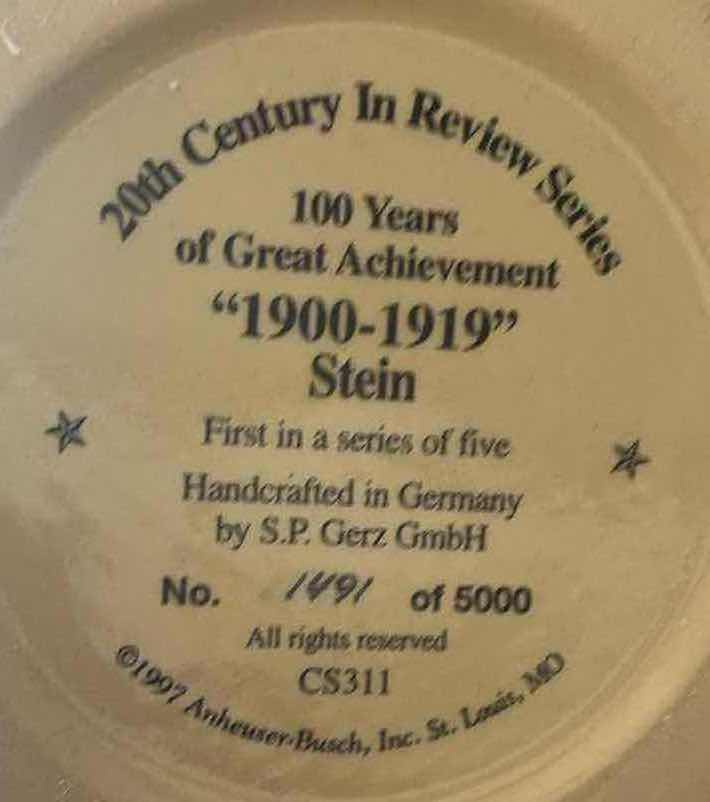 20th Century In Review Series
100 Years
of Great Achievement
“1900-1919”
Stein
First in a series of five
Handcrafted in Germany
by S.P. Gerz GmbH
No. 1491 of 5000
All rights reserved
CS311
©1997 Anheuser-Busch, Inc. St. Louis, MO